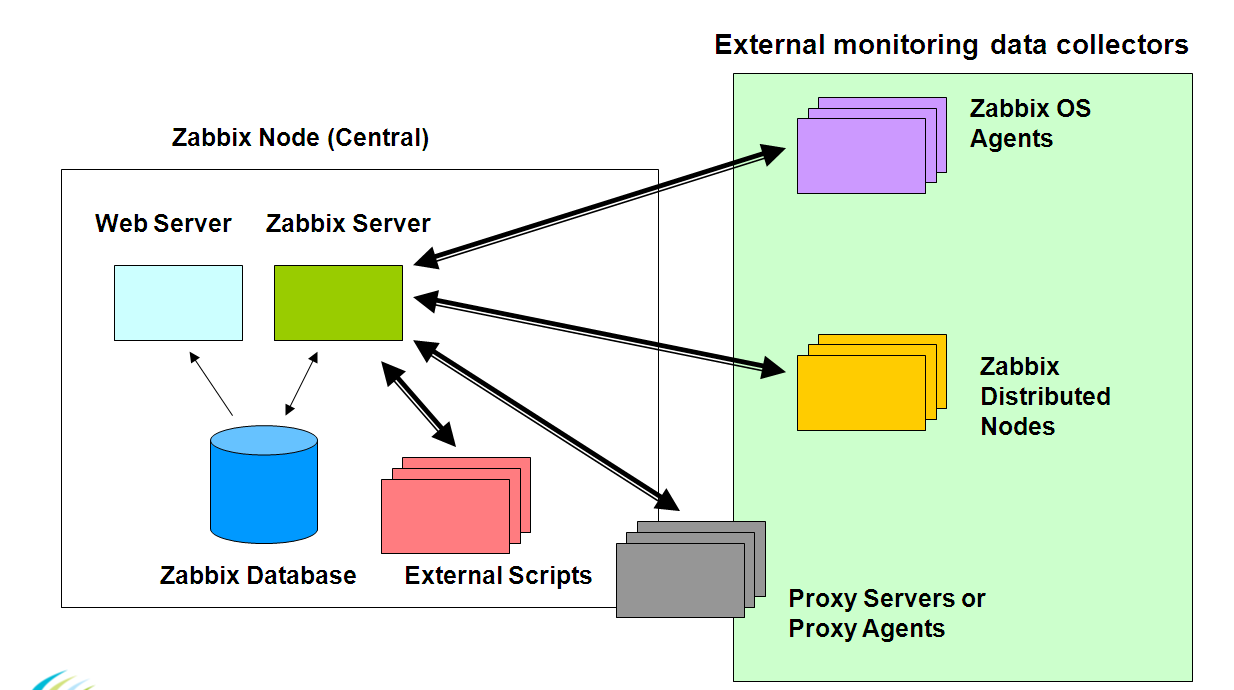 External monitoring data collectors
Zabbix OS
Agents
Zabbix Node (Central)
Web Server
Zabbix Server
Zabbix
Distributed
Nodes
Zabbix Database
External Scripts
Proxy Servers or
Proxy Agents